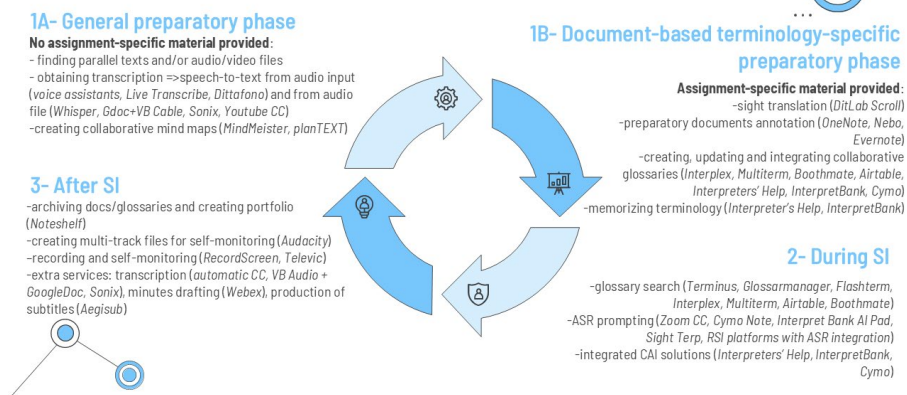 1A- General preparatory phase
No assignment-specific material provided:
- finding parallel texts and/or audio/video files
- obtaining transcription =>speech-to-text from audio input
(voice assistants, Live Transcribe, Dittafono) and from audio
file (Whisper, Gdoc+VB Cable, Sonix, Youtube CC)
-creating collaborative mind maps (MindMeister, planTEXT)
...
1B- Document-based terminology-specific
preparatory phase
Assignment-specific material provided:
-sight translation (DitLab Scroll)
-preparatory documents annotation (OneNote, Nebo,
Evernote)
-creating, updating and integrating collaborative
glossaries (Interplex, Multiterm, Boothmate, Airtable,
Interpreters' Help, InterpretBank, Cymo)
-memorizing terminology (Interpreter's Help, InterpretBank)
2- During SI
-glossary search (Terminus, Glossarmanager, Flashterm,
Interplex, Multiterm, Airtable, Boothmate)
-ASR prompting (Zoom CC, Cymo Note, Interpret Bank AI Pad,
Sight Terp, RSI platforms with ASR integration)
-integrated CAI solutions (Interpreters' Help, InterpretBank,
Cymo)
3- After SI
-archiving docs/glossaries and creating portfolio
(Noteshelf)
-creating multi-track files for self-monitoring (Audacity)
-recording and self-monitoring (RecordScreen, Televic)
-extra services: transcription (automatic CC, VB Audio +
GoogleDoc, Sonix), minutes drafting (Webex), production of
subtitles (Aegisub)